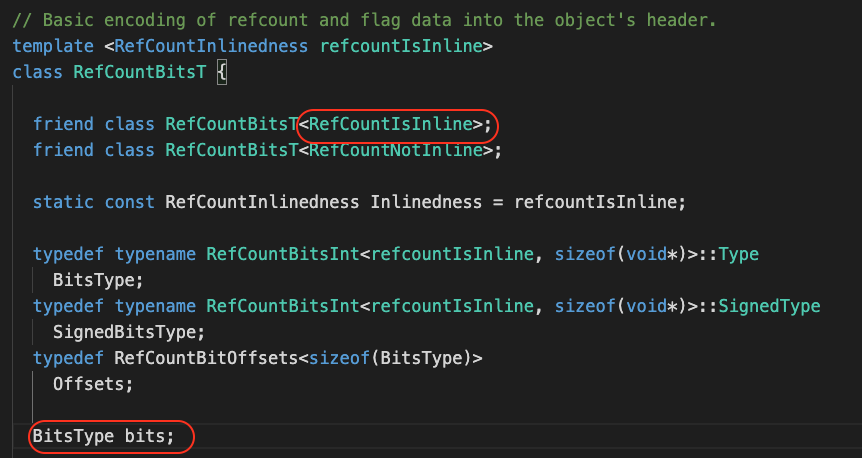 // Basic encoding of refcount and flag data into the object's header.
template <RefCountInlinedness refcountIsInline>
class RefCountBitsT {
friend class RefCountBitsT<RefCountIsInline>;
friend class RefCountBitsT<RefCountNotInline>;
static const RefCountInlinedness Inlinedness = refcountIsInline;
typedef typename RefCountBitsInt<refcountIsInline, sizeof(void*)>::Type
BitsType;
typedef typename RefCountBitsInt<refcountIsInline, sizeof(void*)>::SignedType
SignedBitsType;
typedef RefCountBitOffsets<sizeof(BitsType)>
Offsets;
BitsType bits;